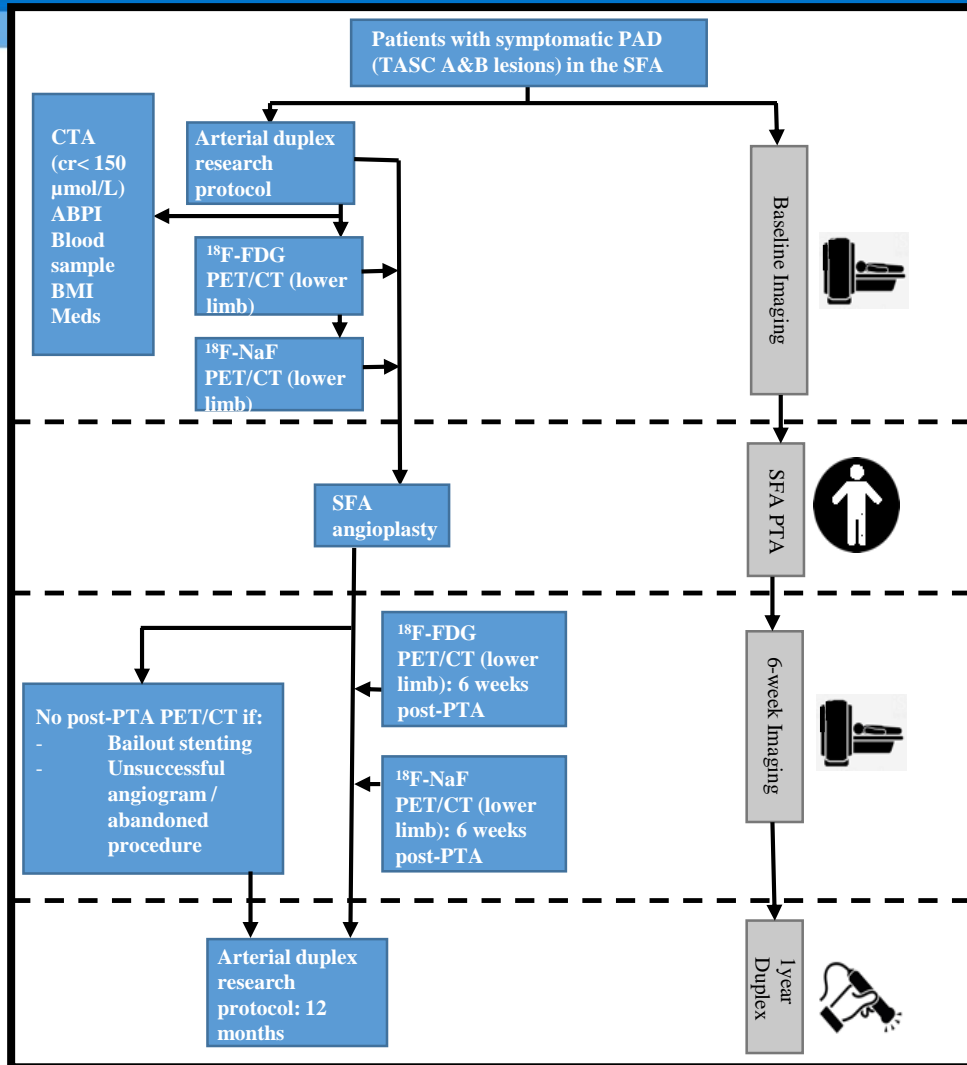 Patients with symptomatic PAD
(TASC A&B lesions) in the SFA
CTA
(cr< 150
µmol/L)
ABPI
Blood
sample
BMI
Meds
Arterial duplex
research
protocol
¹⁸F-FDG
PET/CT (lower
limb)
¹⁸F-NaF
PET/CT (lower
limb)
Baseline Imaging
SFA
angioplasty
SFA PTA
¹⁸F-FDG
PET/CT (lower
limb): 6 weeks
post-PTA
No post-PTA PET/CT if:
- Bailout stenting
- Unsuccessful
angiogram /
abandoned
procedure
¹⁸F-NaF
PET/CT (lower
limb): 6 weeks
post-PTA
6-week Imaging
Arterial duplex
research
protocol: 12
months
1year
Duplex